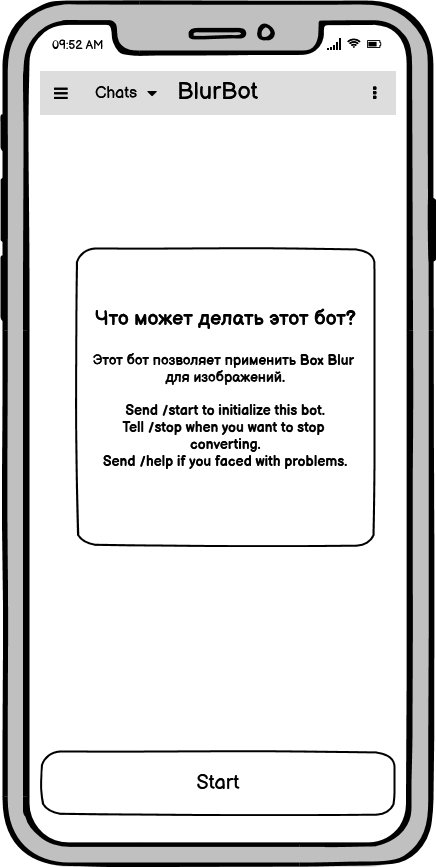 09:52 AM
Chats BlurBot
Что может делать этот бот?
Этот бот позволяет применить Box Blur
для изображений.
Send /start to initialize this bot.
Tell /stop when you want to stop
converting.
Send /help if you faced with problems.
Start